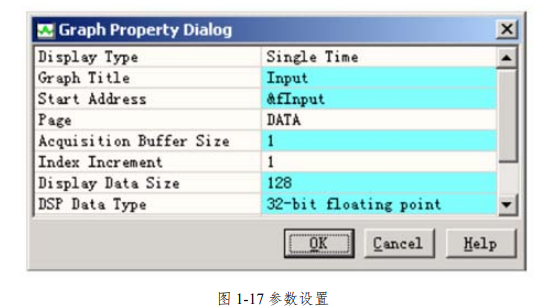 Graph Property Dialog
Display Type Single Time
Graph Title Input
Start Address &fInput
Page DATA
Acquisition Buffer Size 1
Index Increment 1
Display Data Size 128
DSP Data Type 32-bit floating point
OK Cancel Help
图 1-17 参数设置